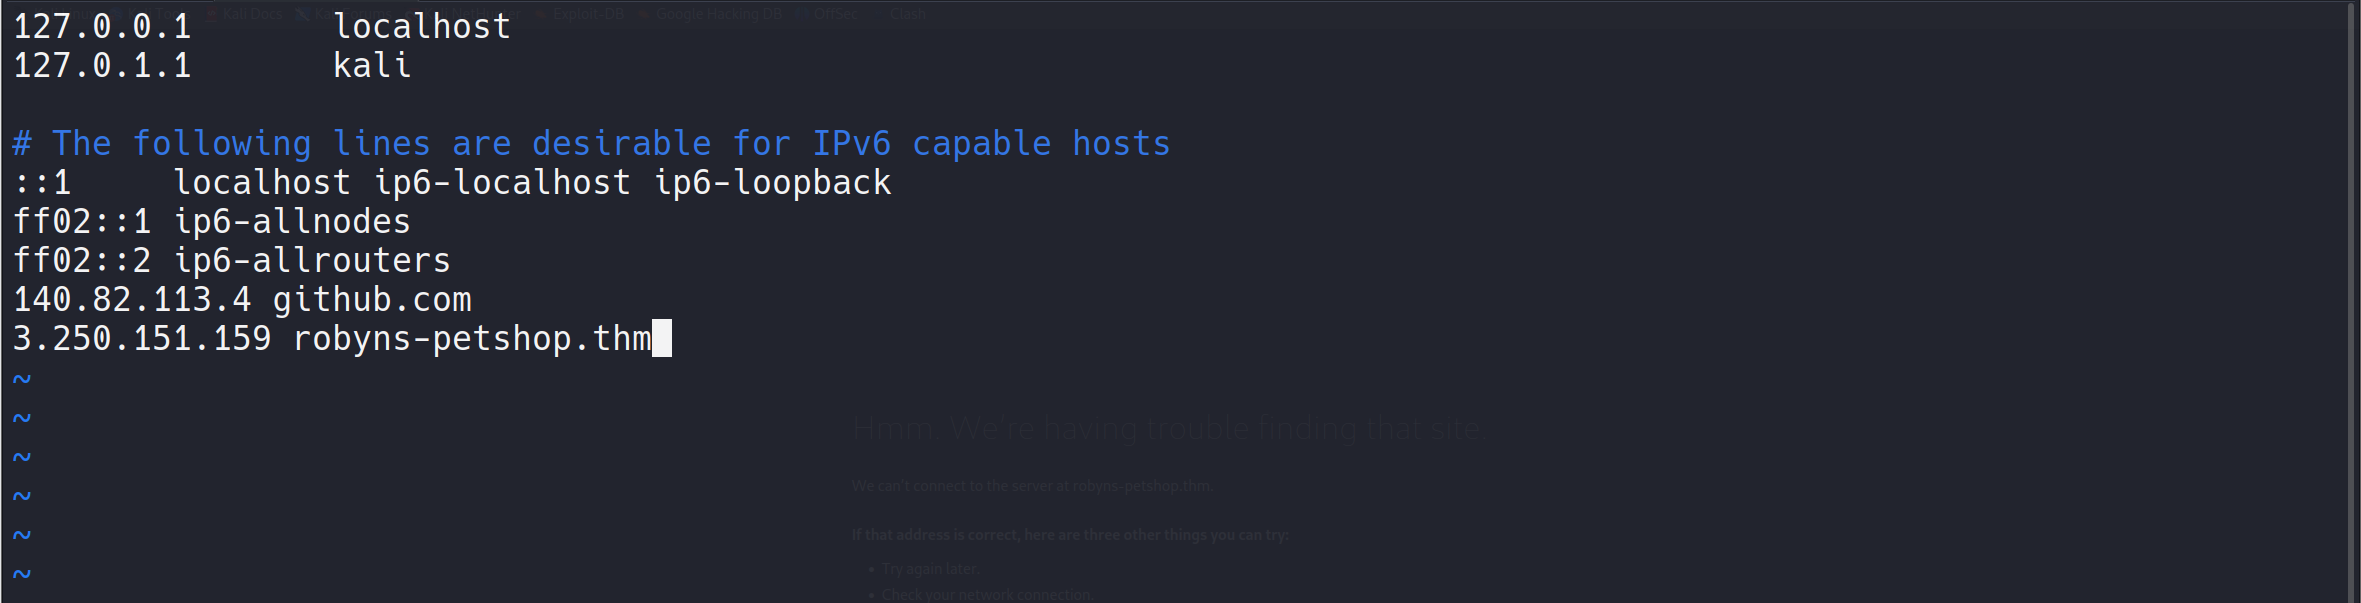 Kali Docs Exploit-DB Google Hacking DB OffSec Clash
127.0.0.1 localhost
127.0.1.1 kali
# The following lines are desirable for IPv6 capable hosts
::1 localhost ip6-localhost ip6-loopback
ff02::1 ip6-allnodes
ff02::2 ip6-allrouters
140.82.113.4 github.com
3.250.151.159 robyns-petshop.thm
~
~
Hmm. We're having trouble finding that site.
~
~
We can't connect to the server at robyns-petshop.thm.
~
If that address is correct, here are three other things you can try:
~
• Try again later.
• Check your network connection.